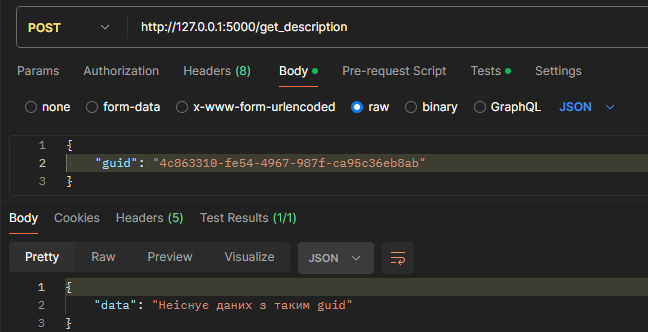 POST http://127.0.0.1:5000/get_description
Params Authorization Headers (8) Body Pre-request Script Tests Settings
none form-data x-www-form-urlencoded raw binary GraphQL JSON
1 {
2 "guid": "4c863310-fe54-4967-987f-ca95c36eb8ab"
3 }
Body Cookies Headers (5) Test Results (1/1)
Pretty Raw Preview Visualize JSON
1 {
2 "data": "Неіснує даних з таким guid"
3 }